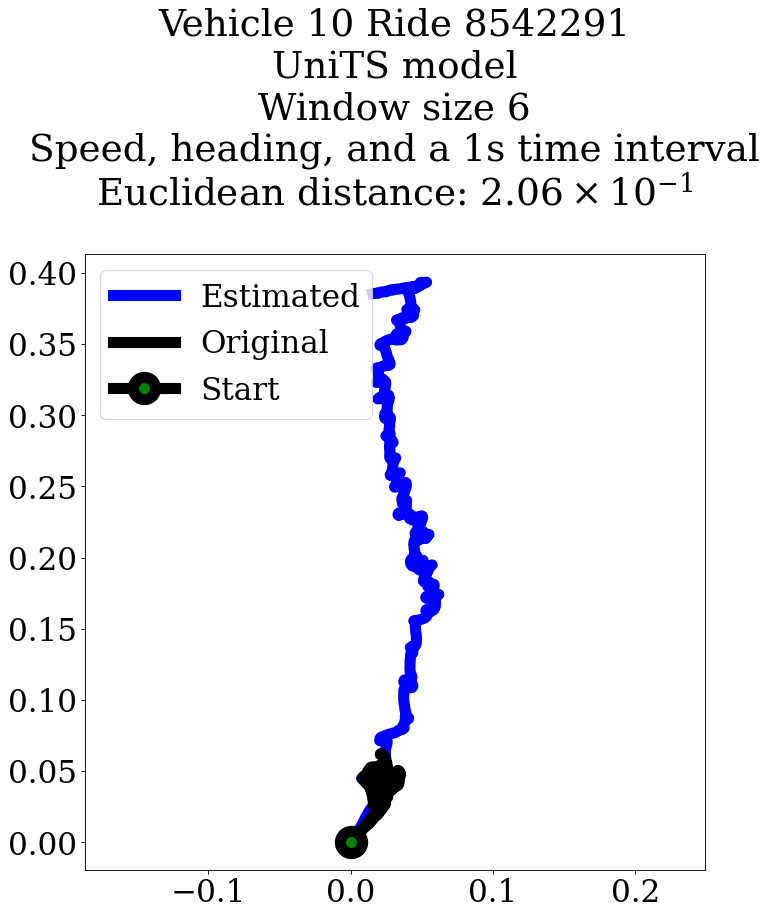 Vehicle 10 Ride 8542291
UniTS model
Window size 6
Speed, heading, and a 1s time interval
Euclidean distance: 2.06 × 10⁻¹
Estimated
Original
Start
0.40
0.35
0.30
0.25
0.20
0.15
0.10
0.05
0.00
−0.1 0.0 0.1 0.2